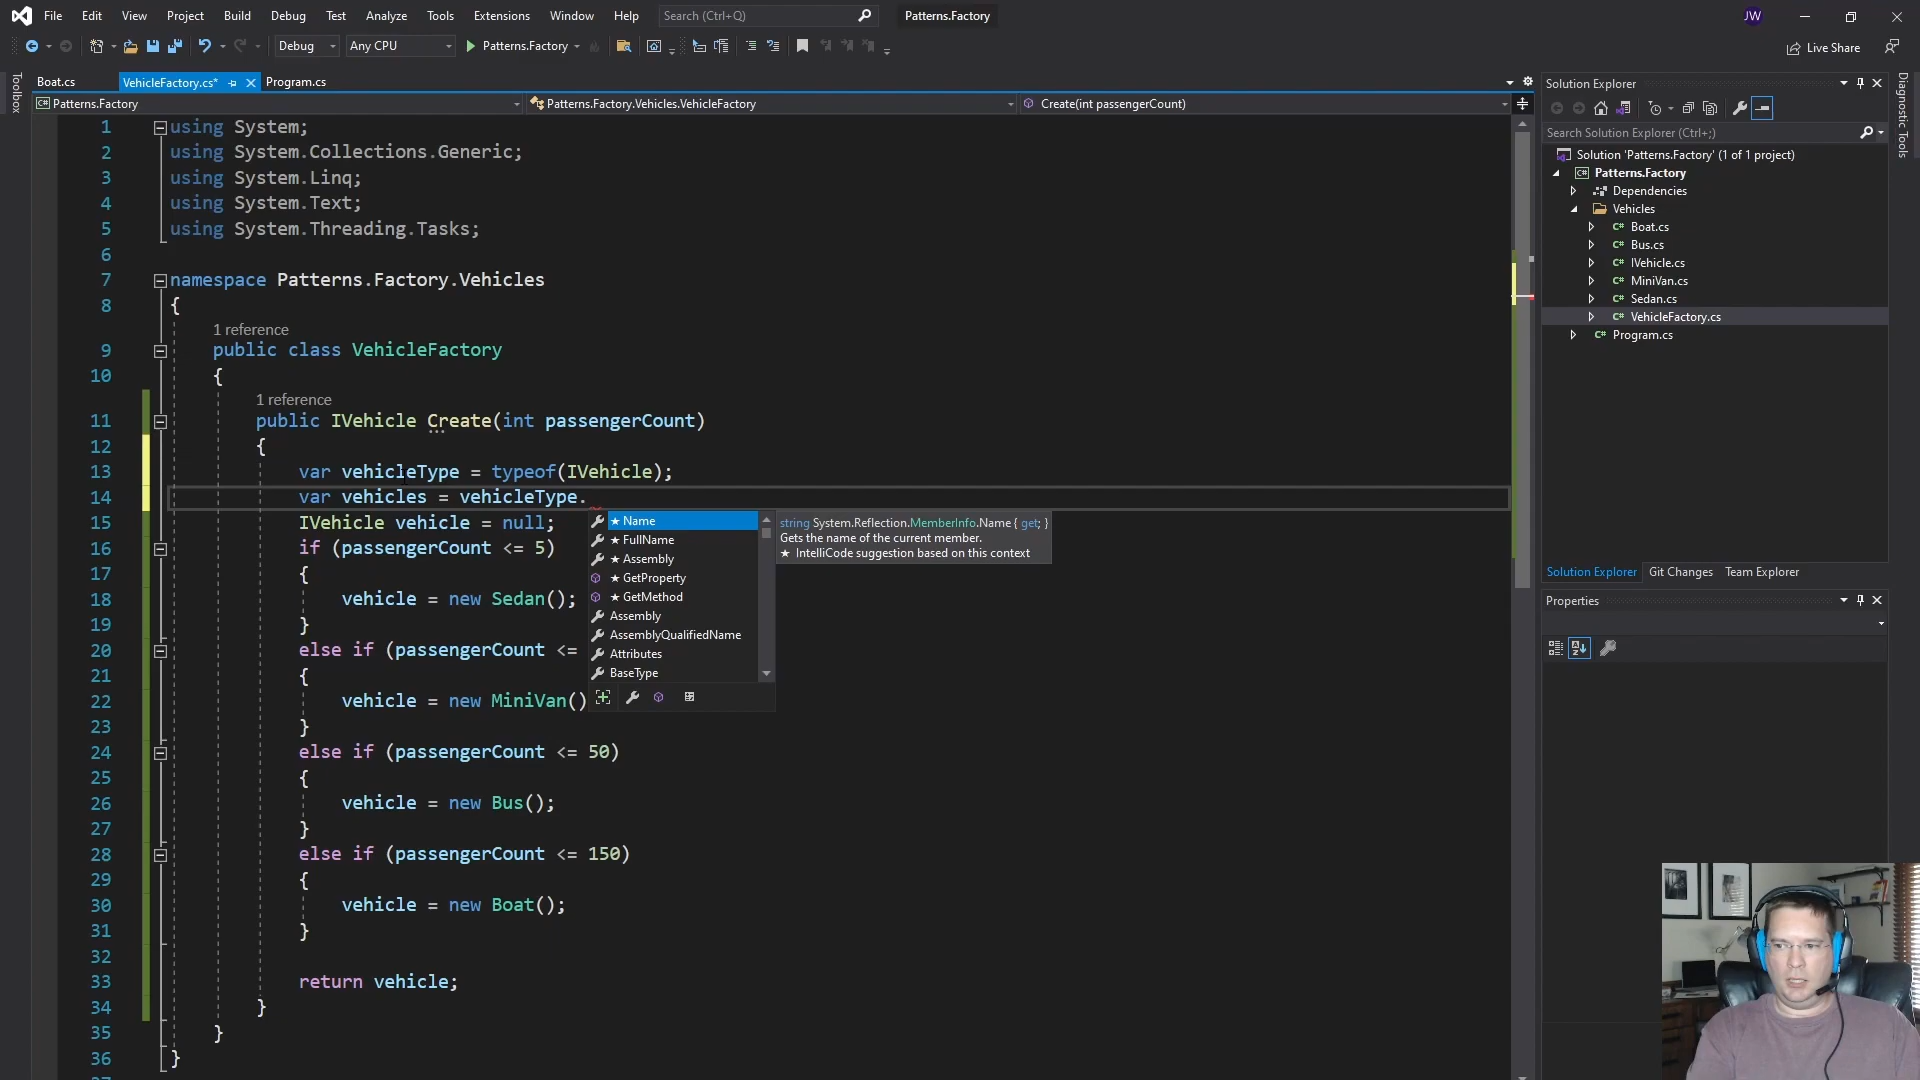 File Edit View Project Build Debug Test Analyze Tools Extensions Window Help Search (Ctrl+Q) Patterns.Factory JW
Debug Any CPU Patterns.Factory Live Share
Toolbox
Boat.cs VehicleFactory.cs* Program.cs
Patterns.Factory Patterns.Factory.Vehicles.VehicleFactory Create(int passengerCount)
1 using System;
2 using System.Collections.Generic;
3 using System.Linq;
4 using System.Text;
5 using System.Threading.Tasks;
6
7 namespace Patterns.Factory.Vehicles
8 {
1 reference
9 public class VehicleFactory
10 {
1 reference
11 public IVehicle Create(int passengerCount)
12 {
13 var vehicleType = typeof(IVehicle);
14 var vehicles = vehicleType.
15 IVehicle vehicle = null;
16 if (passengerCount <= 5)
17 {
18 vehicle = new Sedan();
19 }
20 else if (passengerCount <=
21 {
22 vehicle = new MiniVan()
23 }
24 else if (passengerCount <= 50)
25 {
26 vehicle = new Bus();
27 }
28 else if (passengerCount <= 150)
29 {
30 vehicle = new Boat();
31 }
32
33 return vehicle;
34 }
35 }
36 }
★ Name
★ FullName
★ Assembly
★ GetProperty
★ GetMethod
Assembly
AssemblyQualifiedName
Attributes
BaseType
string System.Reflection.MemberInfo.Name { get; }
Gets the name of the current member.
★ IntelliCode suggestion based on this context
Solution Explorer
Search Solution Explorer (Ctrl+;)
Solution 'Patterns.Factory' (1 of 1 project)
C# Patterns.Factory
Dependencies
Vehicles
C# Boat.cs
C# Bus.cs
C# IVehicle.cs
C# MiniVan.cs
C# Sedan.cs
C# VehicleFactory.cs
C# Program.cs
Solution Explorer Git Changes Team Explorer
Properties
Diagnostic Tools